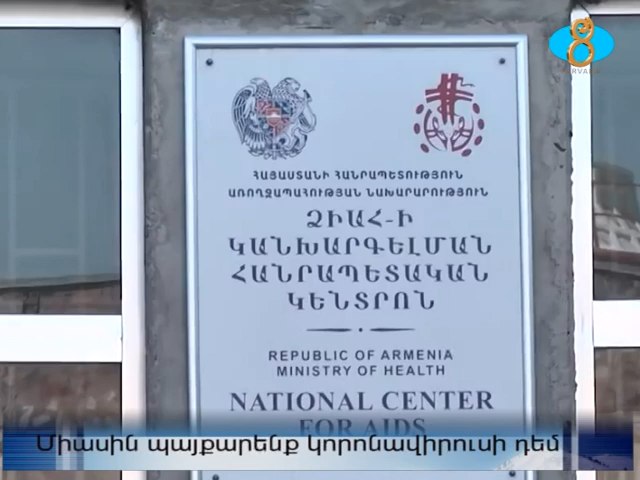 8
ՀԱՅԱՍՏԱՆԻ ՀԱՆՐԱՊԵՏՈՒԹՅՈՒՆ
ԱՌՈՂՋԱՊԱՀՈՒԹՅԱՆ ՆԱԽԱՐԱՐՈՒԹՅՈՒՆ
ՁԻԱՀ-Ի
ԿԱՆԽԱՐԳԵԼՄԱՆ
ՀԱՆՐԱՊԵՏԱԿԱՆ
ԿԵՆՏՐՈՆ
REPUBLIC OF ARMENIA
MINISTRY OF HEALTH
NATIONAL CENTER
FOR AIDS
Միասին պայքարենք կորոնավիրուսի դեմ